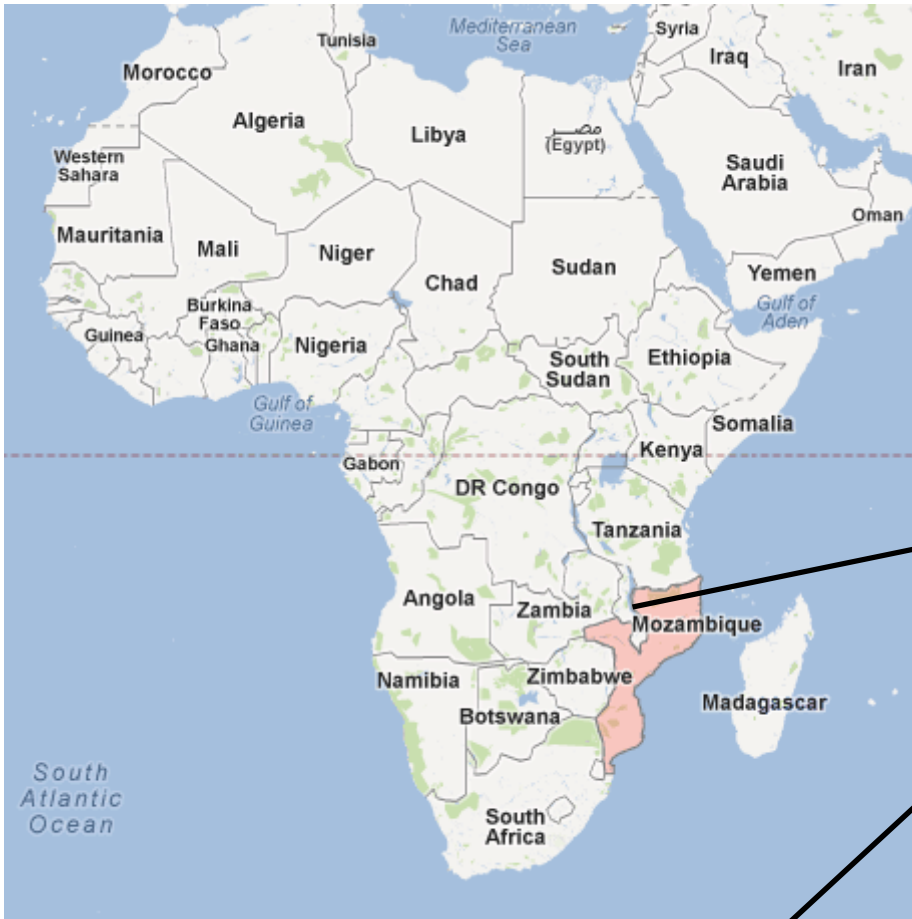 Mediterranean
Sea
Tunisia
Syria
Morocco
Iraq
Iran
Algeria
Libya
مصر
(Egypt)
Western
Sahara
Saudi
Arabia
Oman
Mauritania
Mali
Niger
Chad
Sudan
Yemen
Gulf of
Aden
Burkina
Faso
Guinea
Ghana
Nigeria
South
Sudan
Ethiopia
Gulf of
Guinea
Somalia
Kenya
Gabon
DR Congo
Tanzania
Angola
Zambia
Mozambique
Namibia
Zimbabwe
Botswana
Madagascar
South
Atlantic
Ocean
South
Africa